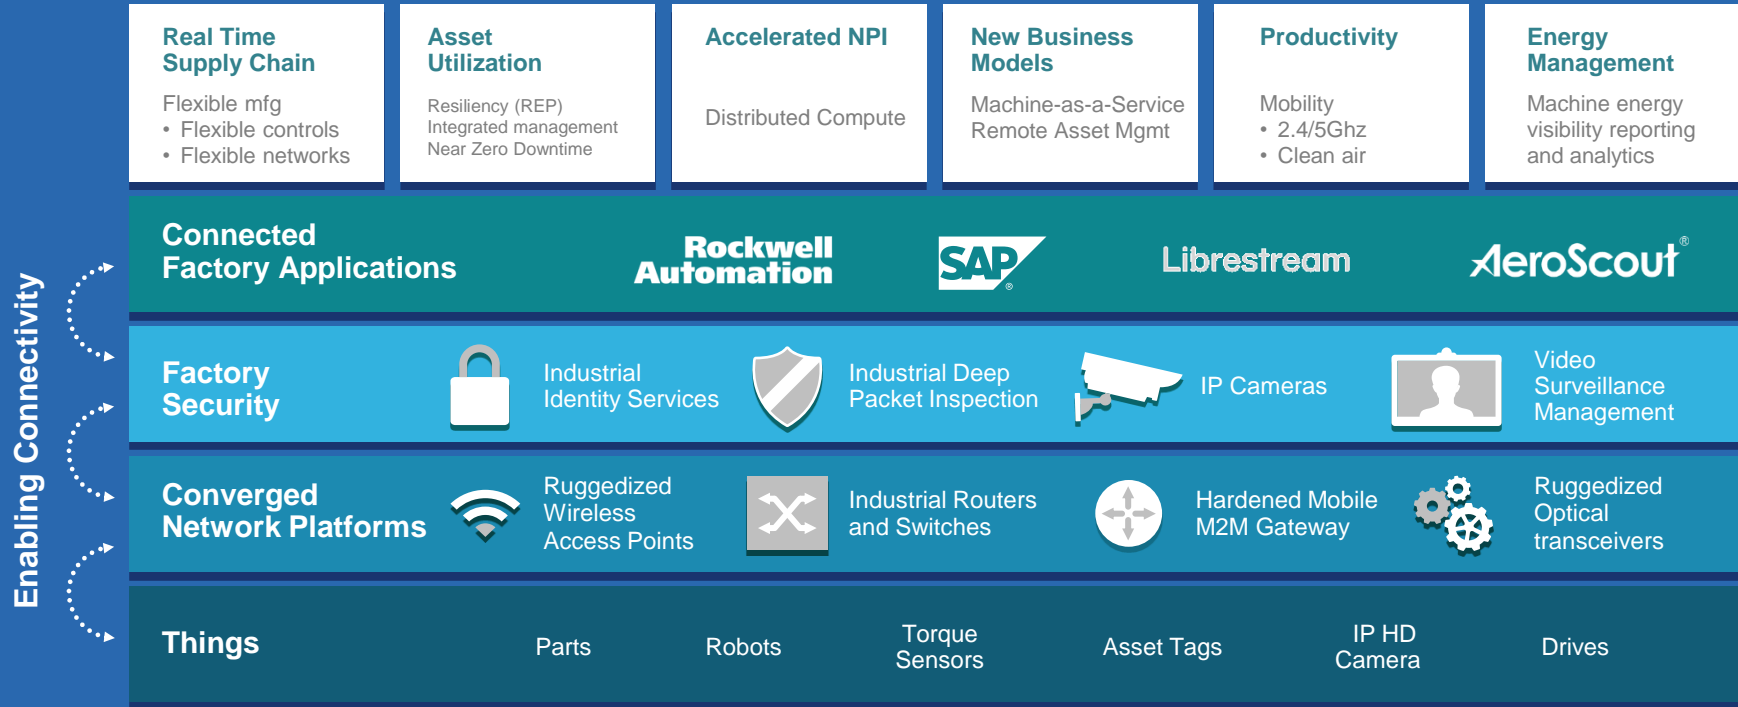 Real Time
Supply Chain
Flexible mfg
• Flexible controls
• Flexible networks
Asset
Utilization
Resiliency (REP)
Integrated management
Near Zero Downtime
Accelerated NPI
Distributed Compute
New Business
Models
Machine-as-a-Service
Remote Asset Mgmt
Productivity
Mobility
• 2.4/5Ghz
• Clean air
Energy
Management
Machine energy
visibility reporting
and analytics
Enabling Connectivity
Connected
Factory Applications
Rockwell
Automation
SAP®
Librestream
AeroScout®
Factory
Security
Industrial
Identity Services
Industrial Deep
Packet Inspection
IP Cameras
Video
Surveillance
Management
Converged
Network Platforms
Ruggedized
Wireless
Access Points
Industrial Routers
and Switches
Hardened Mobile
M2M Gateway
Ruggedized
Optical
transceivers
Things
Parts
Robots
Torque
Sensors
Asset Tags
IP HD
Camera
Drives